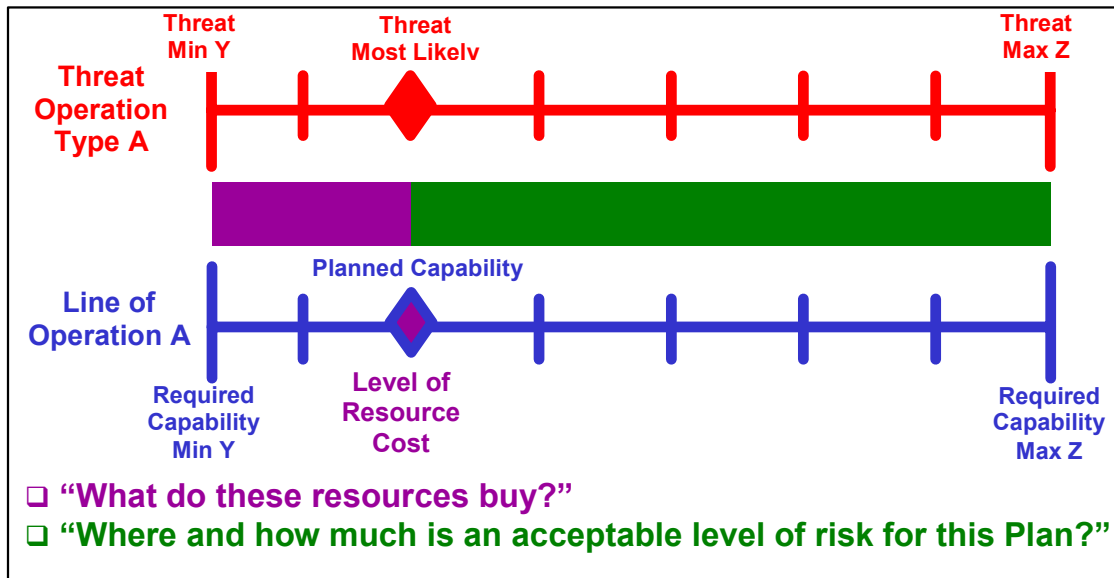 Threat
Min Y
Threat
Most Likely
Threat
Max Z
Threat
Operation
Type A
Planned Capability
Line of
Operation A
Required
Capability
Min Y
Level of
Resource
Cost
Required
Capability
Max Z
❑ “What do these resources buy?”
❑ “Where and how much is an acceptable level of risk for this Plan?”